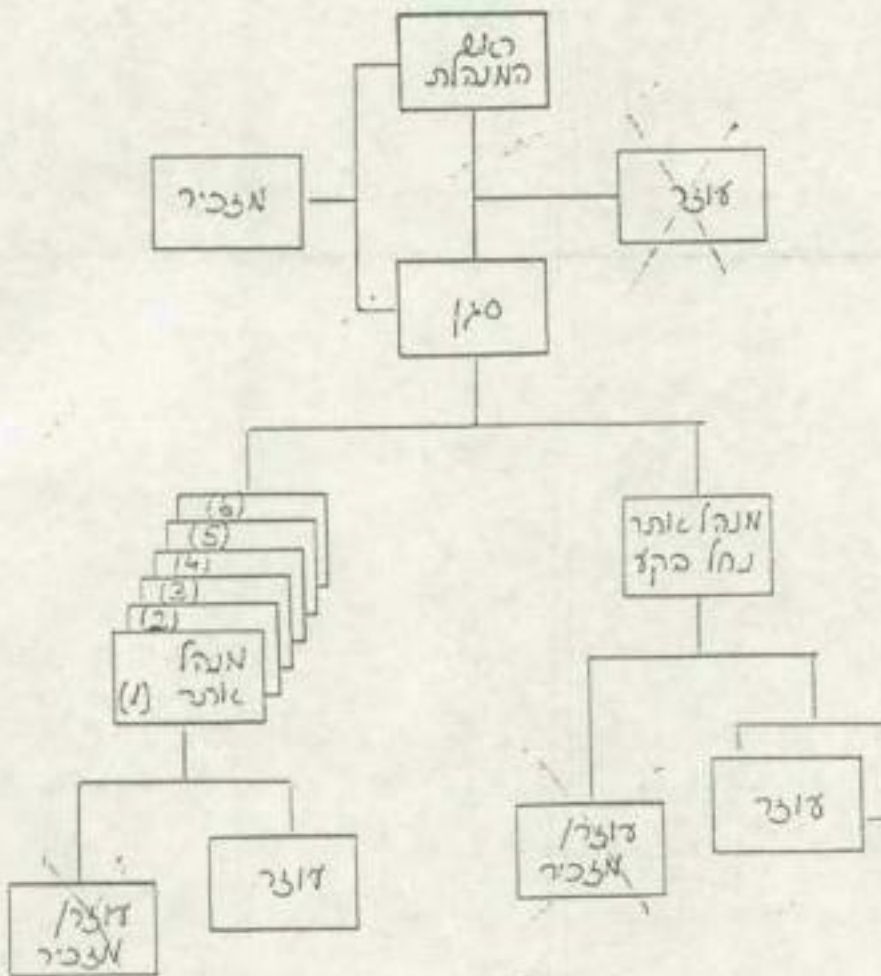 ראש
המנהלת
מזכיר
עוזר
סגן
(6)
(5)
(4)
(3)
(2)
מנהל
אתר (1)
מנהל אתר
נחל בקע
עוזר/
מזכיר
עוזר
עוזר/
מזכיר
עוזר